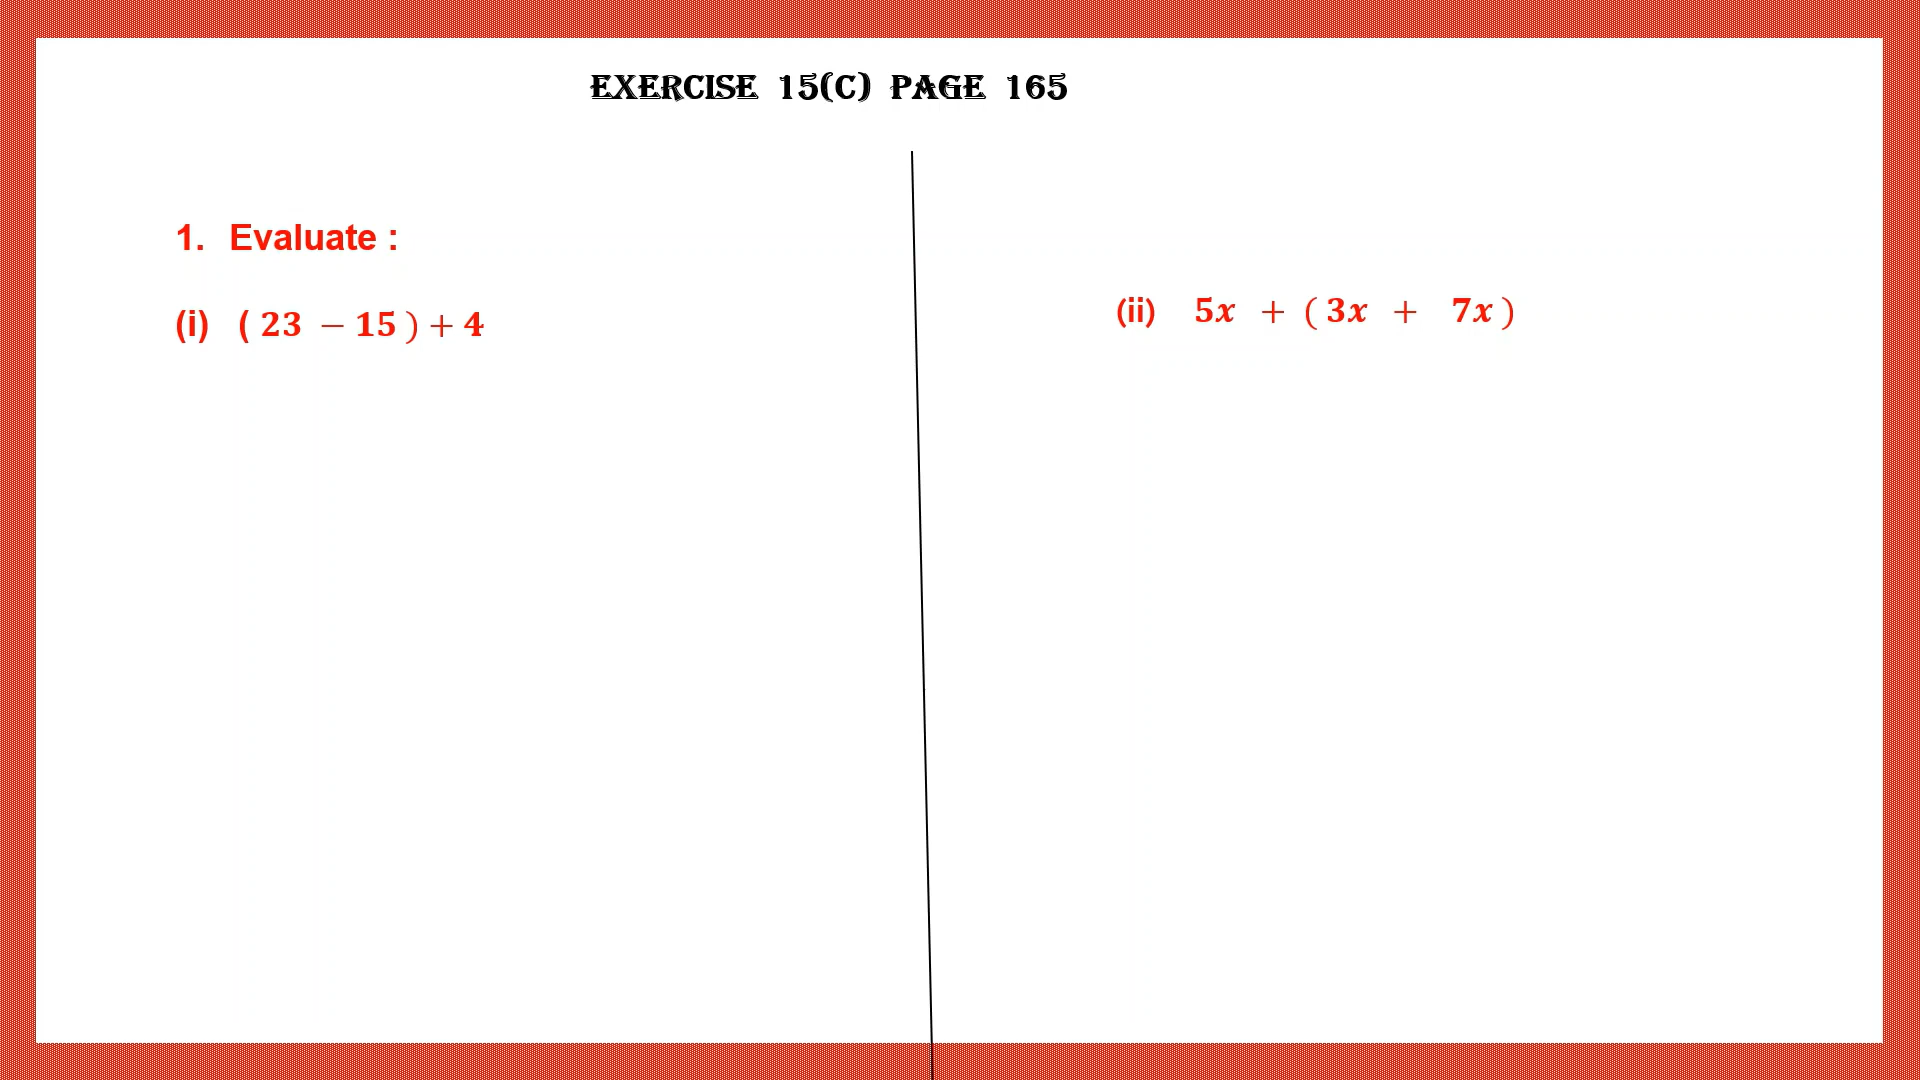 EXERCISE 15(C) PAGE 165
1. Evaluate :
(i) ( 23 − 15 ) + 4
(ii) 5x + ( 3x + 7x )